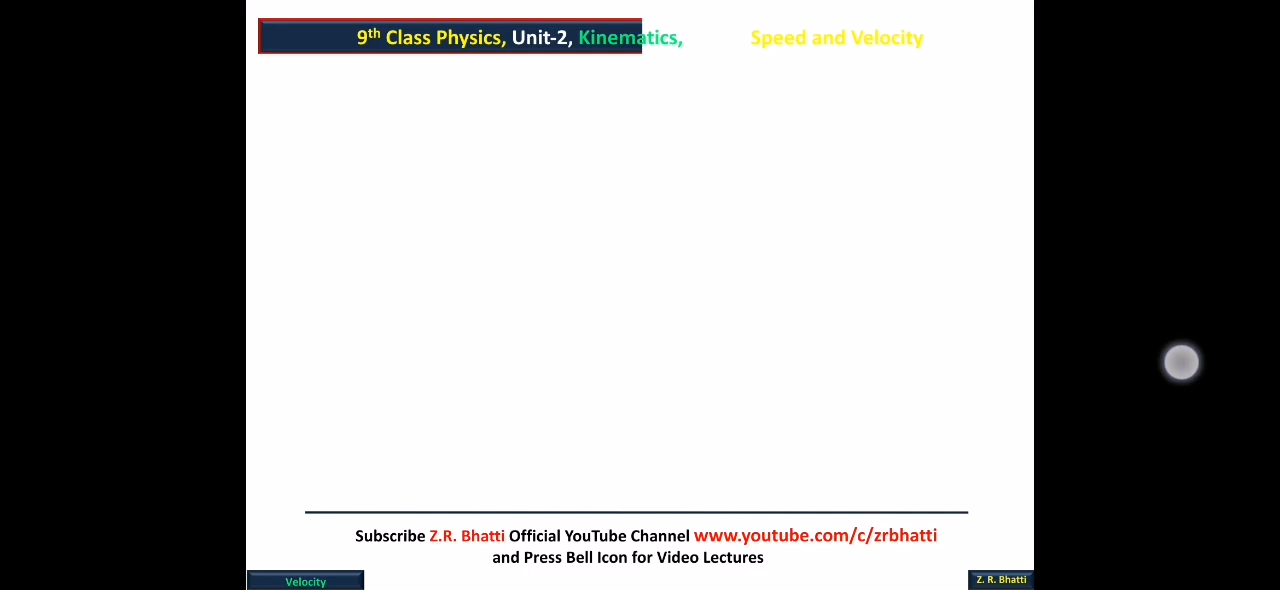 9th Class Physics, Unit-2, Kinematics, Speed and Velocity
Subscribe Z.R. Bhatti Official YouTube Channel www.youtube.com/c/zrbhatti
and Press Bell Icon for Video Lectures
Velocity
Z. R. Bhatti